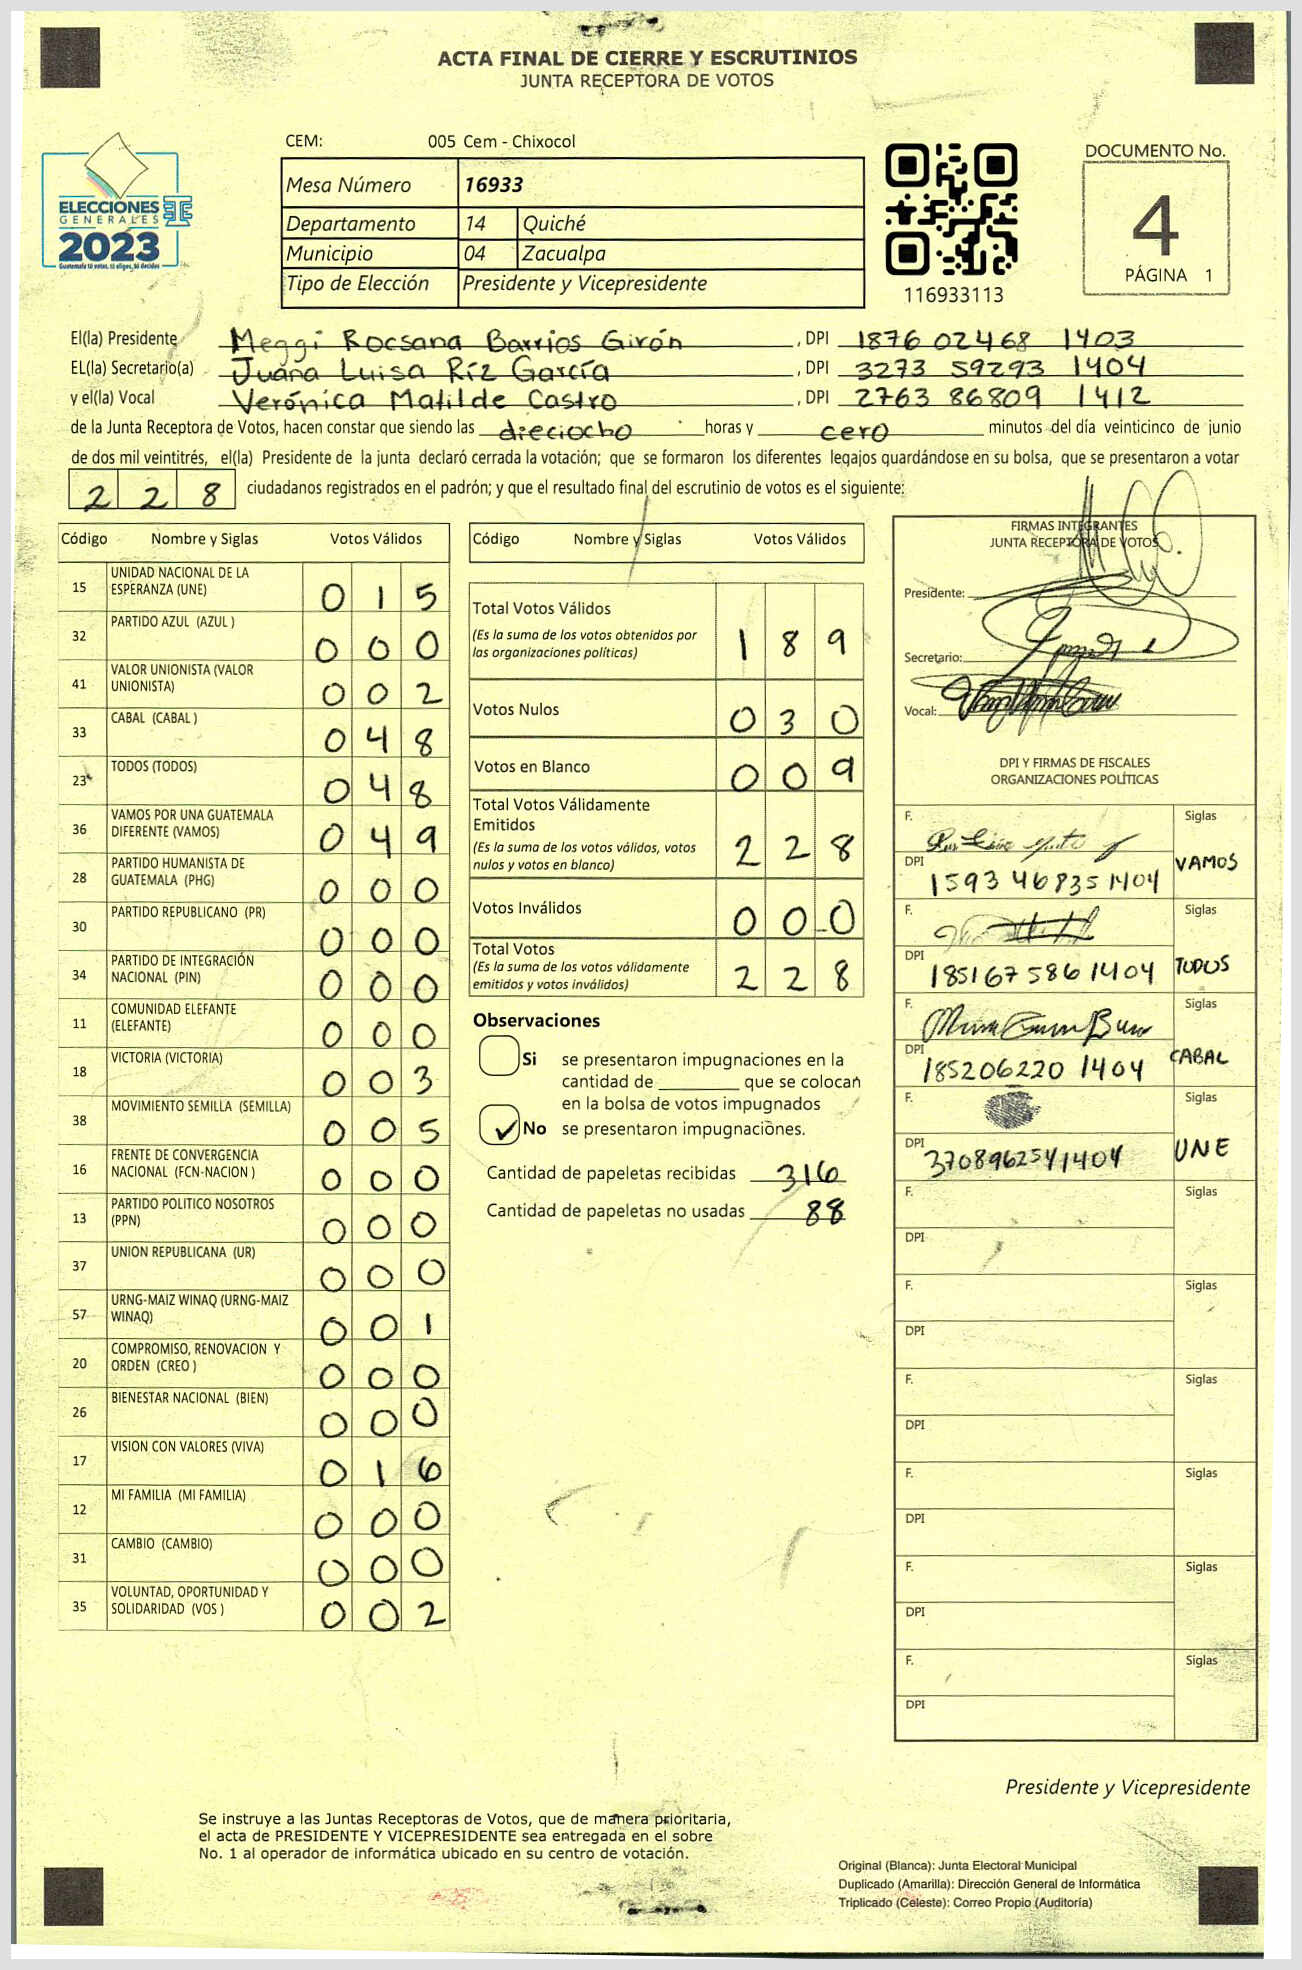 ACTA FINAL DE CIERRE Y ESCRUTINIOS
JUNTA RECEPTORA DE VOTOS
ELECCIONES
GENERALES
2023
Guatemala tú votas, tú eliges, tú decides
CEM: 005 Cem - Chixocol
Mesa Número 16933
Departamento 14 Quiché
Municipio 04 Zacualpa
Tipo de Elección Presidente y Vicepresidente
116933113
DOCUMENTO No.
4
PÁGINA 1
El(la) Presidente Meggi Rocsana Barrios Girón , DPI 1876 02468 1403
EL(la) Secretario(a) Juana Luisa Ríz García , DPI 3273 59293 1404
y el(la) Vocal Verónica Matilde Castro , DPI 2763 86809 1412
de la Junta Receptora de Votos, hacen constar que siendo las dieciocho horas y cero minutos del día veinticinco de junio
de dos mil veintitrés, el(la) Presidente de la junta declaró cerrada la votación; que se formaron los diferentes legajos guardándose en su bolsa, que se presentaron a votar
228 ciudadanos registrados en el padrón; y que el resultado final del escrutinio de votos es el siguiente:
Código Nombre y Siglas Votos Válidos
15 UNIDAD NACIONAL DE LA ESPERANZA (UNE) 0 1 5
32 PARTIDO AZUL (AZUL ) 0 0 0
41 VALOR UNIONISTA (VALOR UNIONISTA) 0 0 2
33 CABAL (CABAL ) 0 4 8
23 TODOS (TODOS) 0 4 8
36 VAMOS POR UNA GUATEMALA DIFERENTE (VAMOS) 0 4 9
28 PARTIDO HUMANISTA DE GUATEMALA (PHG) 0 0 0
30 PARTIDO REPUBLICANO (PR) 0 0 0
34 PARTIDO DE INTEGRACIÓN NACIONAL (PIN) 0 0 0
11 COMUNIDAD ELEFANTE (ELEFANTE) 0 0 0
18 VICTORIA (VICTORIA) 0 0 3
38 MOVIMIENTO SEMILLA (SEMILLA) 0 0 5
16 FRENTE DE CONVERGENCIA NACIONAL (FCN-NACION ) 0 0 0
13 PARTIDO POLITICO NOSOTROS (PPN) 0 0 0
37 UNION REPUBLICANA (UR) 0 0 0
57 URNG-MAIZ WINAQ (URNG-MAIZ WINAQ) 0 0 1
20 COMPROMISO, RENOVACION Y ORDEN (CREO ) 0 0 0
26 BIENESTAR NACIONAL (BIEN) 0 0 0
17 VISION CON VALORES (VIVA) 0 1 6
12 MI FAMILIA (MI FAMILIA) 0 0 0
31 CAMBIO (CAMBIO) 0 0 0
35 VOLUNTAD, OPORTUNIDAD Y SOLIDARIDAD (VOS ) 0 0 2
Código Nombre y Siglas Votos Válidos
Total Votos Válidos 1 8 9
(Es la suma de los votos obtenidos por
las organizaciones políticas)
Votos Nulos 0 3 0
Votos en Blanco 0 0 9
Total Votos Válidamente
Emitidos 2 2 8
(Es la suma de los votos válidos, votos
nulos y votos en blanco)
Votos Inválidos 0 0 0
Total Votos 2 2 8
(Es la suma de los votos válidamente
emitidos y votos inválidos)
Observaciones
Si se presentaron impugnaciones en la
cantidad de ________ que se colocan
en la bolsa de votos impugnados
✓ No se presentaron impugnaciones.
Cantidad de papeletas recibidas 316
Cantidad de papeletas no usadas 88
FIRMAS INTEGRANTES
JUNTA RECEPTORA DE VOTOS
Presidente:
Secretario:
Vocal:
DPI Y FIRMAS DE FISCALES
ORGANIZACIONES POLÍTICAS
F. Siglas
DPI 1593 46835 1404 VAMOS
F. Siglas
DPI 185167586 1404 TODOS
F. Siglas
DPI 185206220 1404 CABAL
F. Siglas
DPI 3708962541404 UNE
F. Siglas
DPI
F. Siglas
DPI
F. Siglas
DPI
F. Siglas
DPI
F. Siglas
DPI
F. Siglas
DPI
Presidente y Vicepresidente
Se instruye a las Juntas Receptoras de Votos, que de manera prioritaria,
el acta de PRESIDENTE Y VICEPRESIDENTE sea entregada en el sobre
No. 1 al operador de informática ubicado en su centro de votación.
Original (Blanca): Junta Electoral Municipal
Duplicado (Amarilla): Dirección General de Informática
Triplicado (Celeste): Correo Propio (Auditoría)